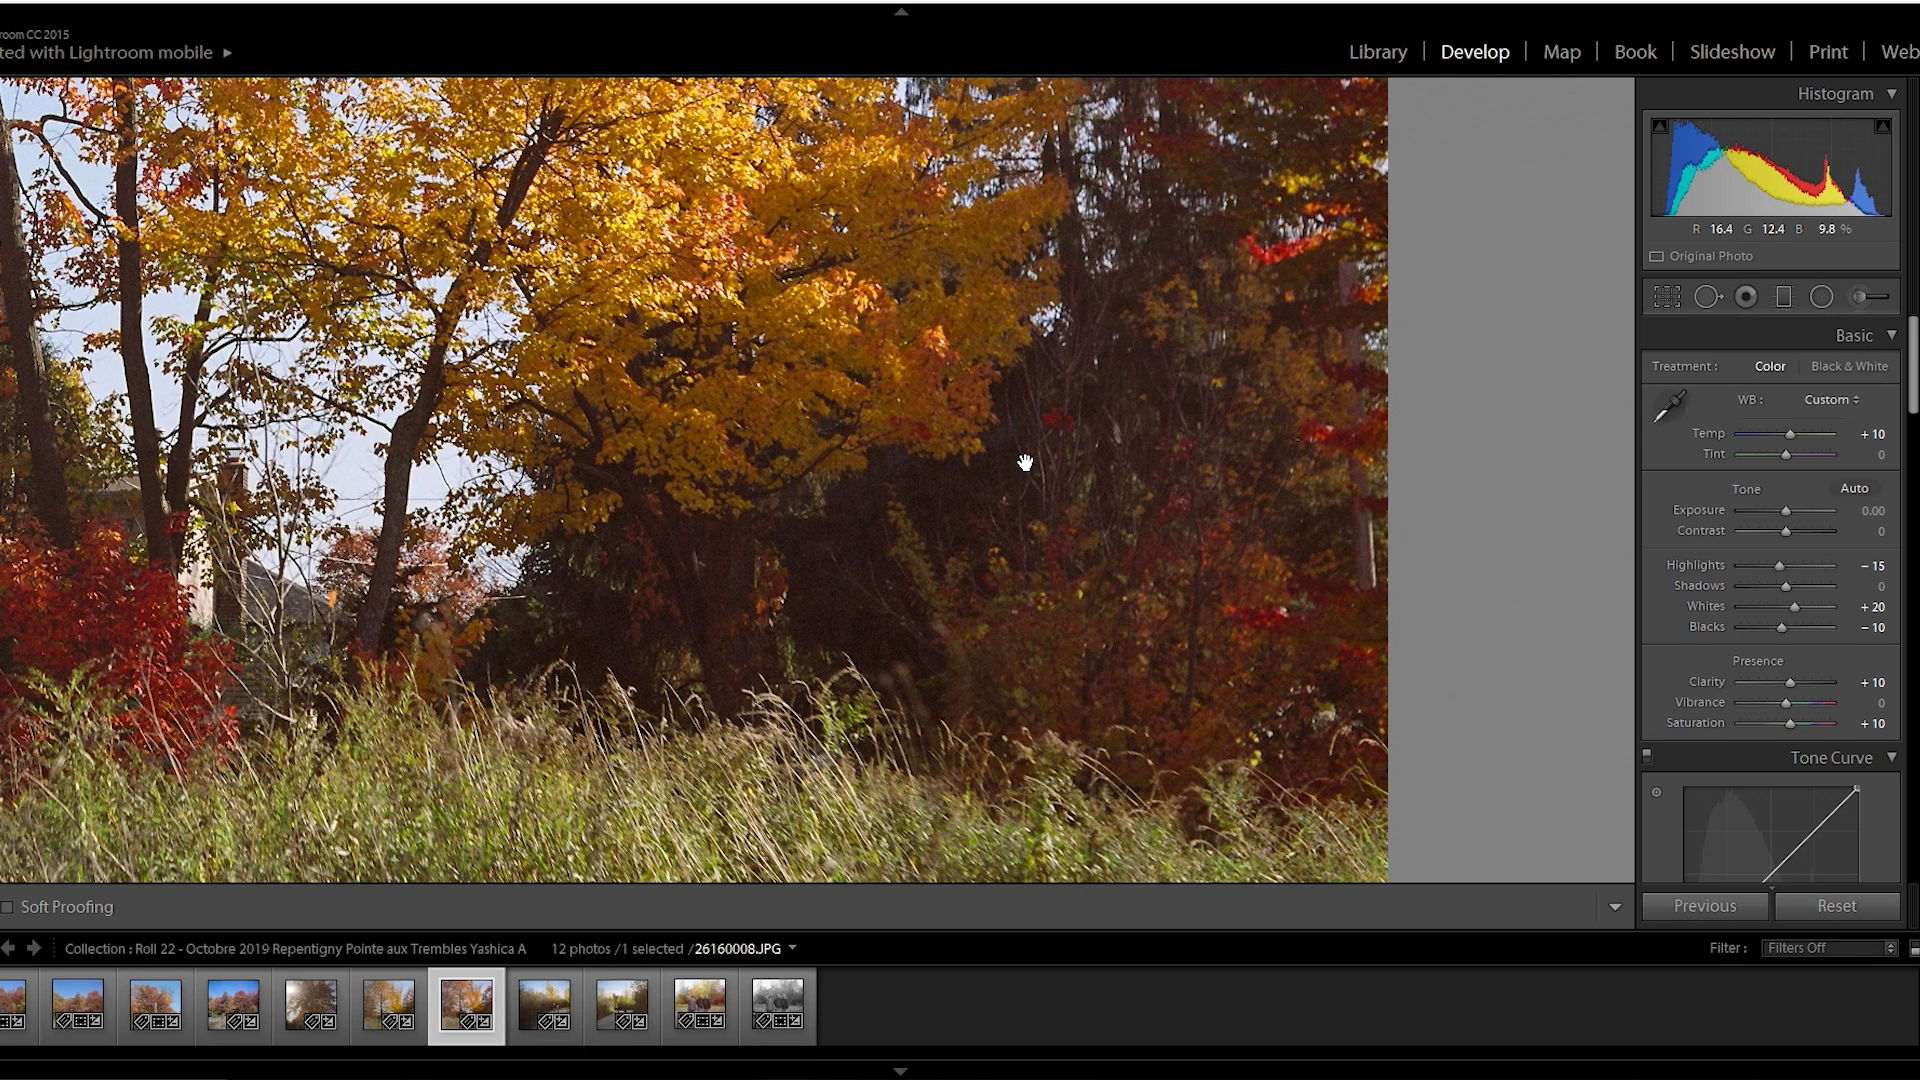 room CC 2015
ted with Lightroom mobile
Library | Develop | Map | Book | Slideshow | Print | Web
Histogram
R 16.4 G 12.4 B 9.8 %
Original Photo
Basic
Treatment : Color Black & White
WB : Custom
Temp + 10
Tint 0
Tone Auto
Exposure 0.00
Contrast 0
Highlights − 15
Shadows 0
Whites + 20
Blacks − 10
Presence
Clarity + 10
Vibrance 0
Saturation + 10
Tone Curve
Previous Reset
Soft Proofing
Collection : Roll 22 - Octobre 2019 Repentigny Pointe aux Trembles Yashica A 12 photos / 1 selected / 26160008.JPG
Filter : Filters Off